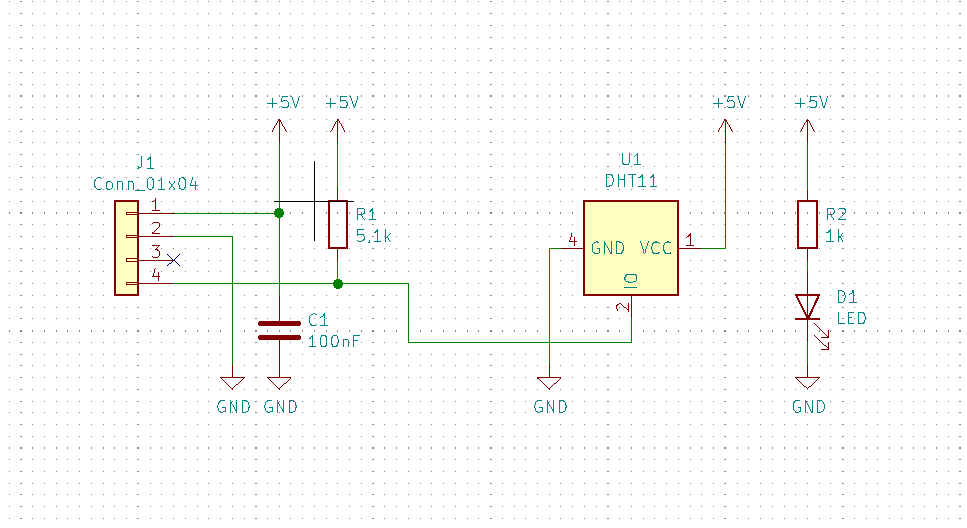 +5V +5V +5V +5V
J1
Conn_01x04
1
2
3
4
R1
5.1k
C1
100nF
U1
DHT11
4 GND VCC 1
IO
2
R2
1k
D1
LED
GND GND GND GND